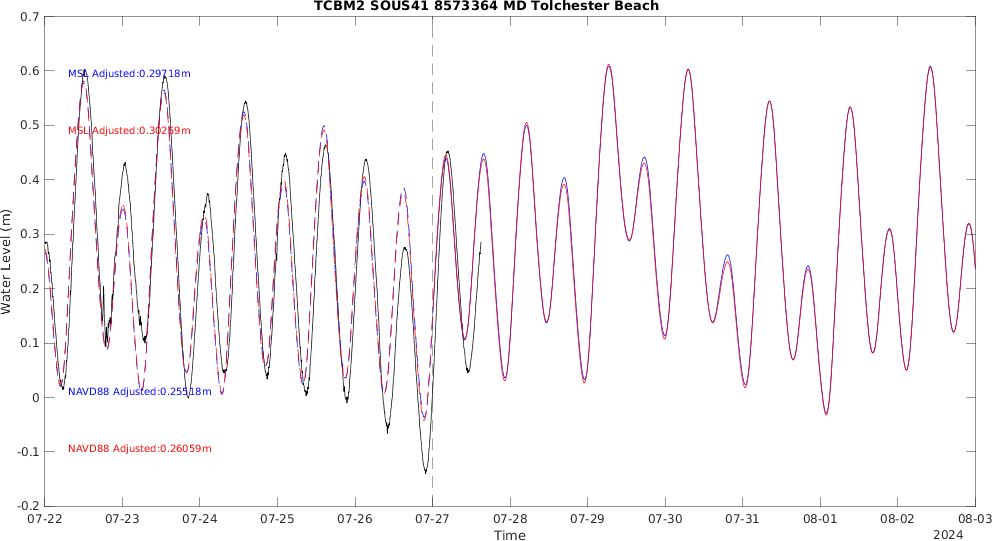 TCBM2 SOUS41 8573364 MD Tolchester Beach
0.7
0.6
0.5
0.4
0.3
0.2
0.1
0
-0.1
-0.2
Water Level (m)
MSL Adjusted:0.29718m
MSL Adjusted:0.30259m
NAVD88 Adjusted:0.25518m
NAVD88 Adjusted:0.26059m
07-22 07-23 07-24 07-25 07-26 07-27 07-28 07-29 07-30 07-31 08-01 08-02 08-03
Time
2024